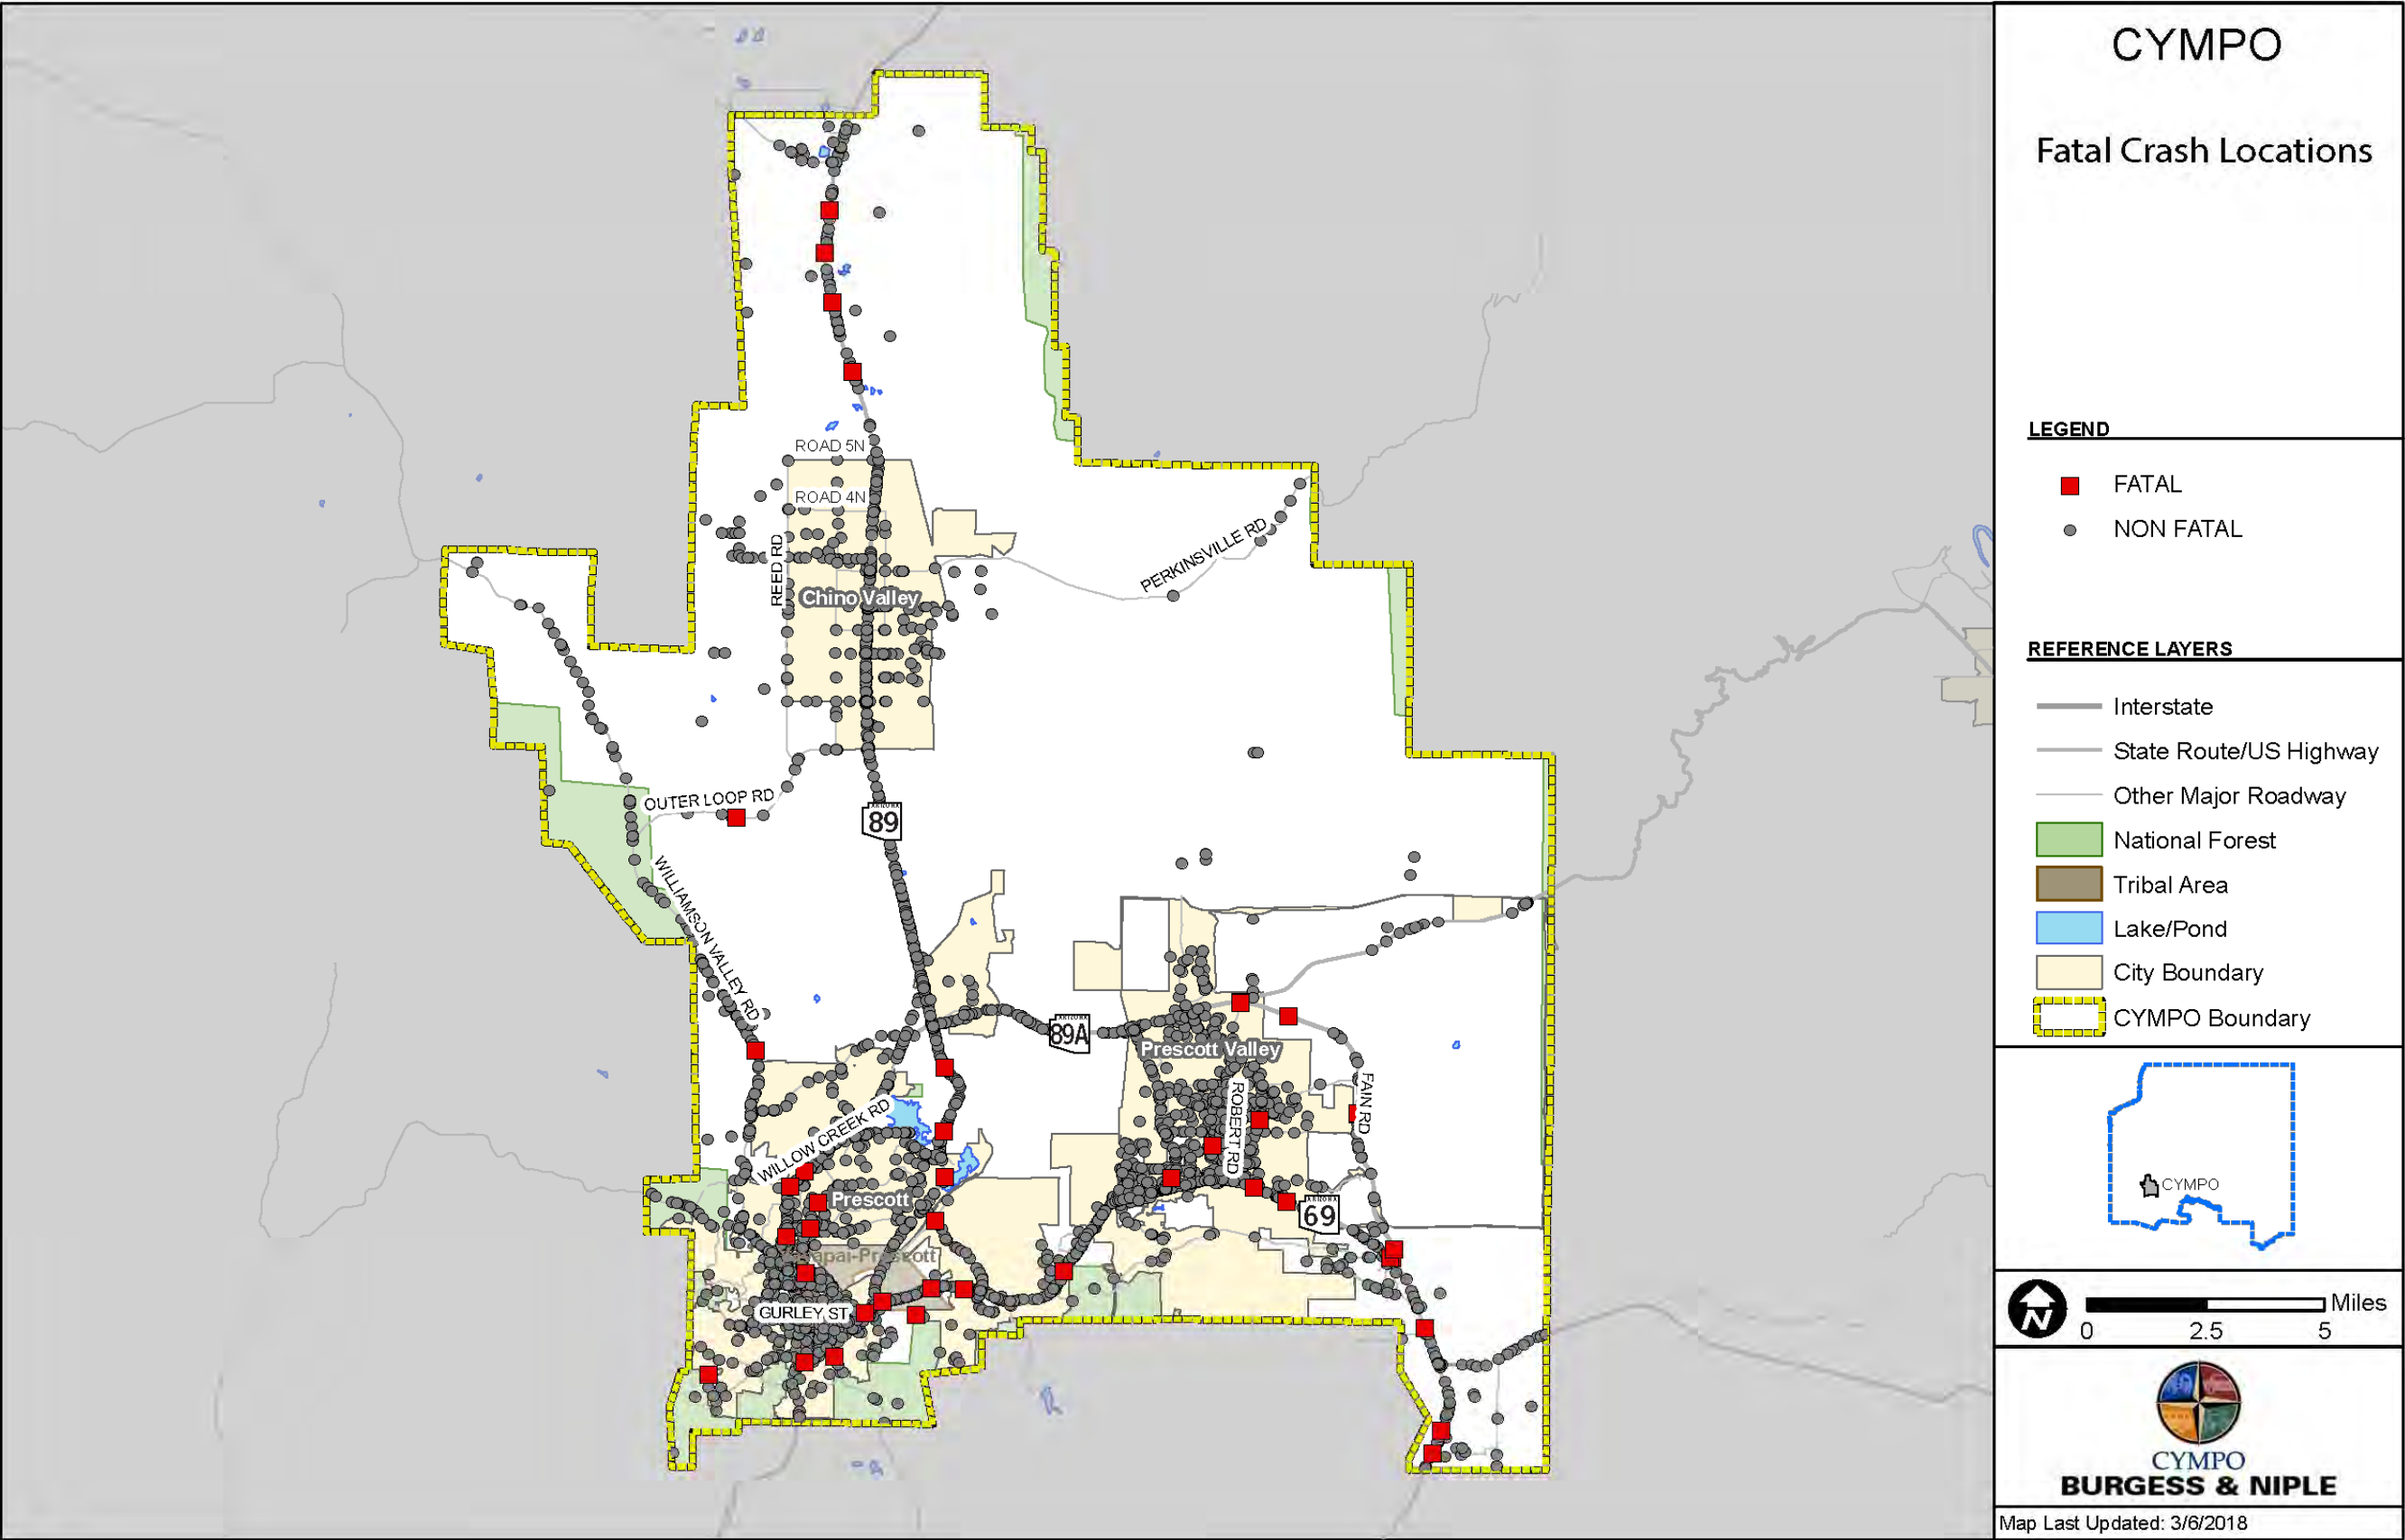 CYMPO
Fatal Crash Locations
LEGEND
FATAL
NON FATAL
REFERENCE LAYERS
Interstate
State Route/US Highway
Other Major Roadway
National Forest
Tribal Area
Lake/Pond
City Boundary
CYMPO Boundary
CYMPO
N
Miles
0 2.5 5
CYMPO
BURGESS & NIPLE
Map Last Updated: 3/6/2018
ROAD 5N
ROAD 4N
REED RD
PERKINSVILLE RD
Chino Valley
OUTER LOOP RD
ARIZONA
89
WILLIAMSON VALLEY RD
ARIZONA
89A
Prescott Valley
ROBERT RD
FAIN RD
WILLOW CREEK RD
Prescott
ARIZONA
69
GURLEY ST